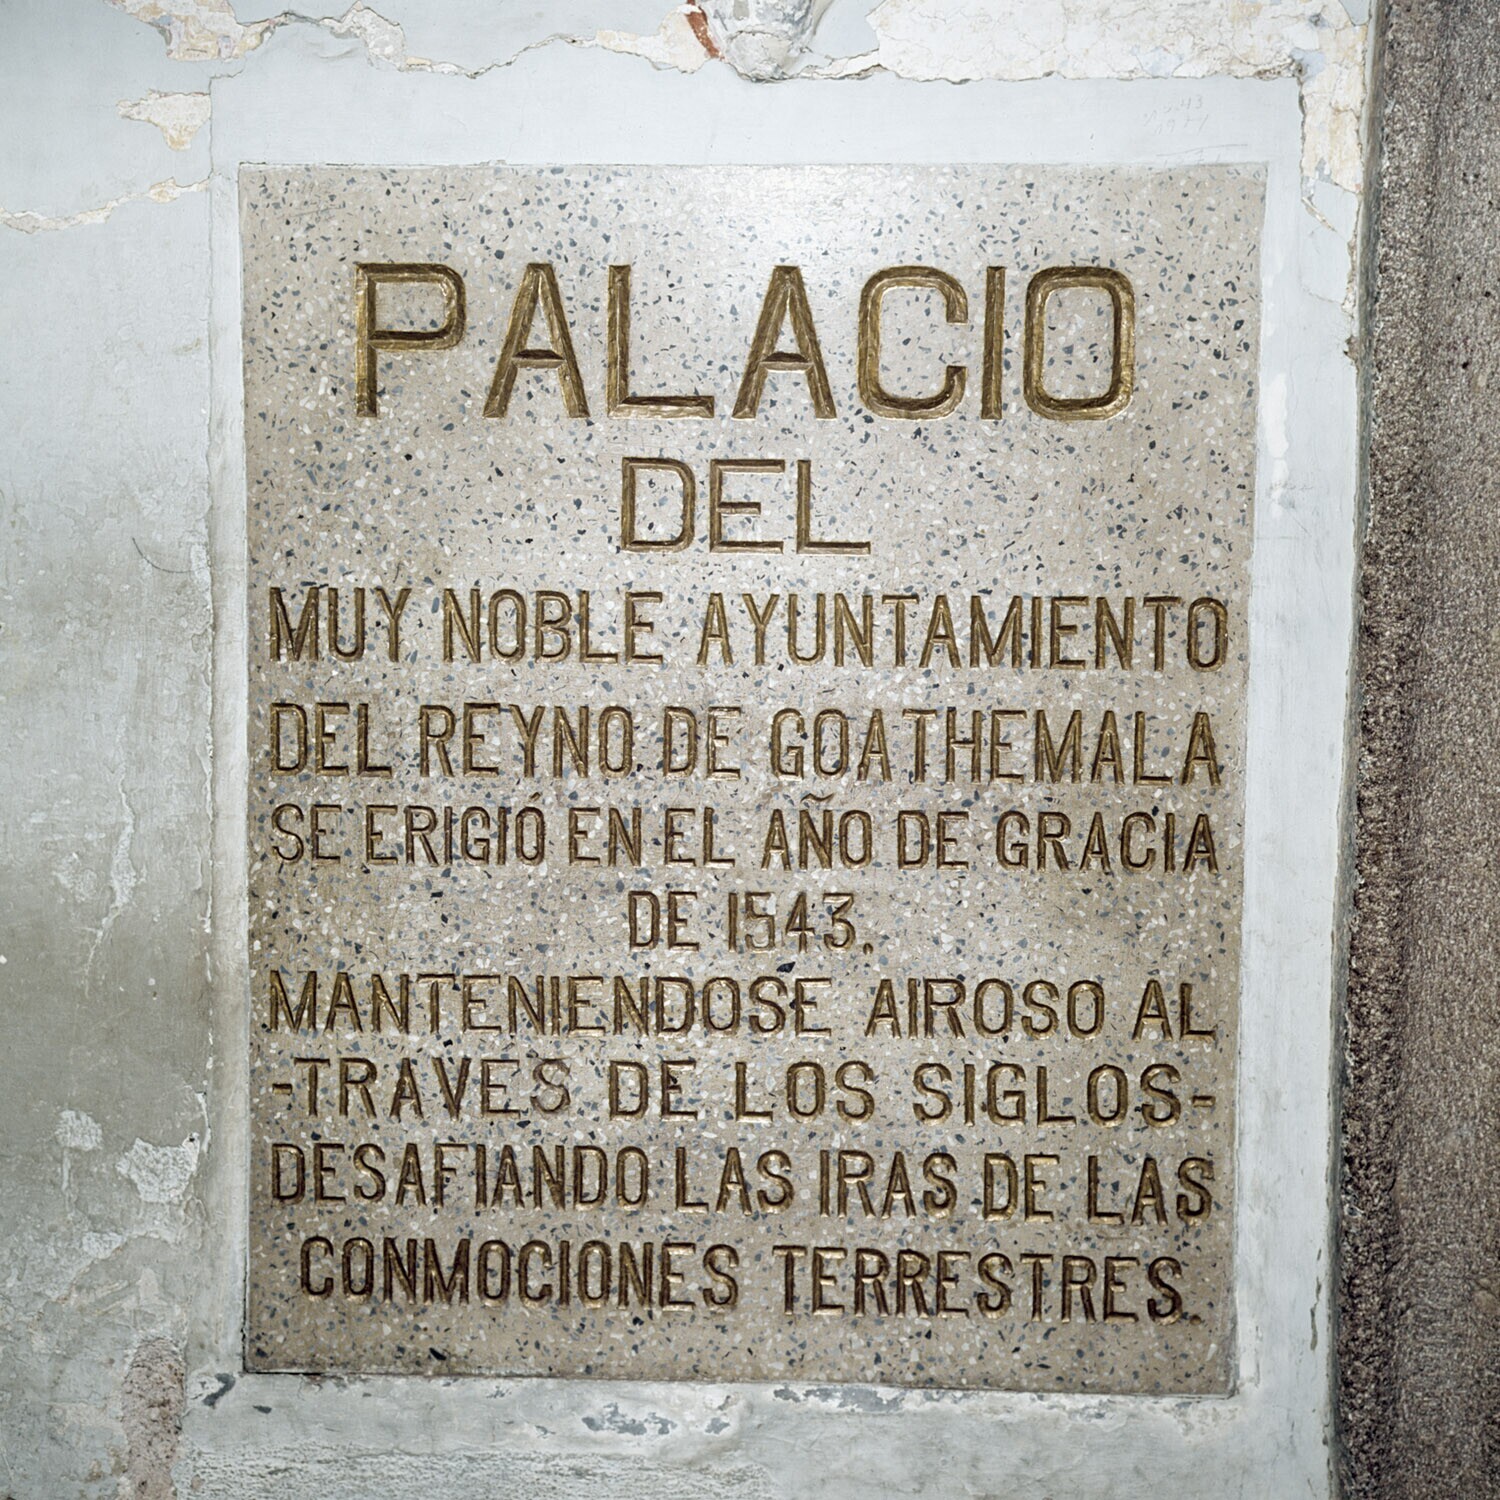 PALACIO
DEL
MUY NOBLE AYUNTAMIENTO
DEL REYNO DE GOATHEMALA
SE ERIGIÓ EN EL AÑO DE GRACIA
DE 1543.
MANTENIENDOSE AIROSO AL
-TRAVES DE LOS SIGLOS-
DESAFIANDO LAS IRAS DE LAS
CONMOCIONES TERRESTRES.